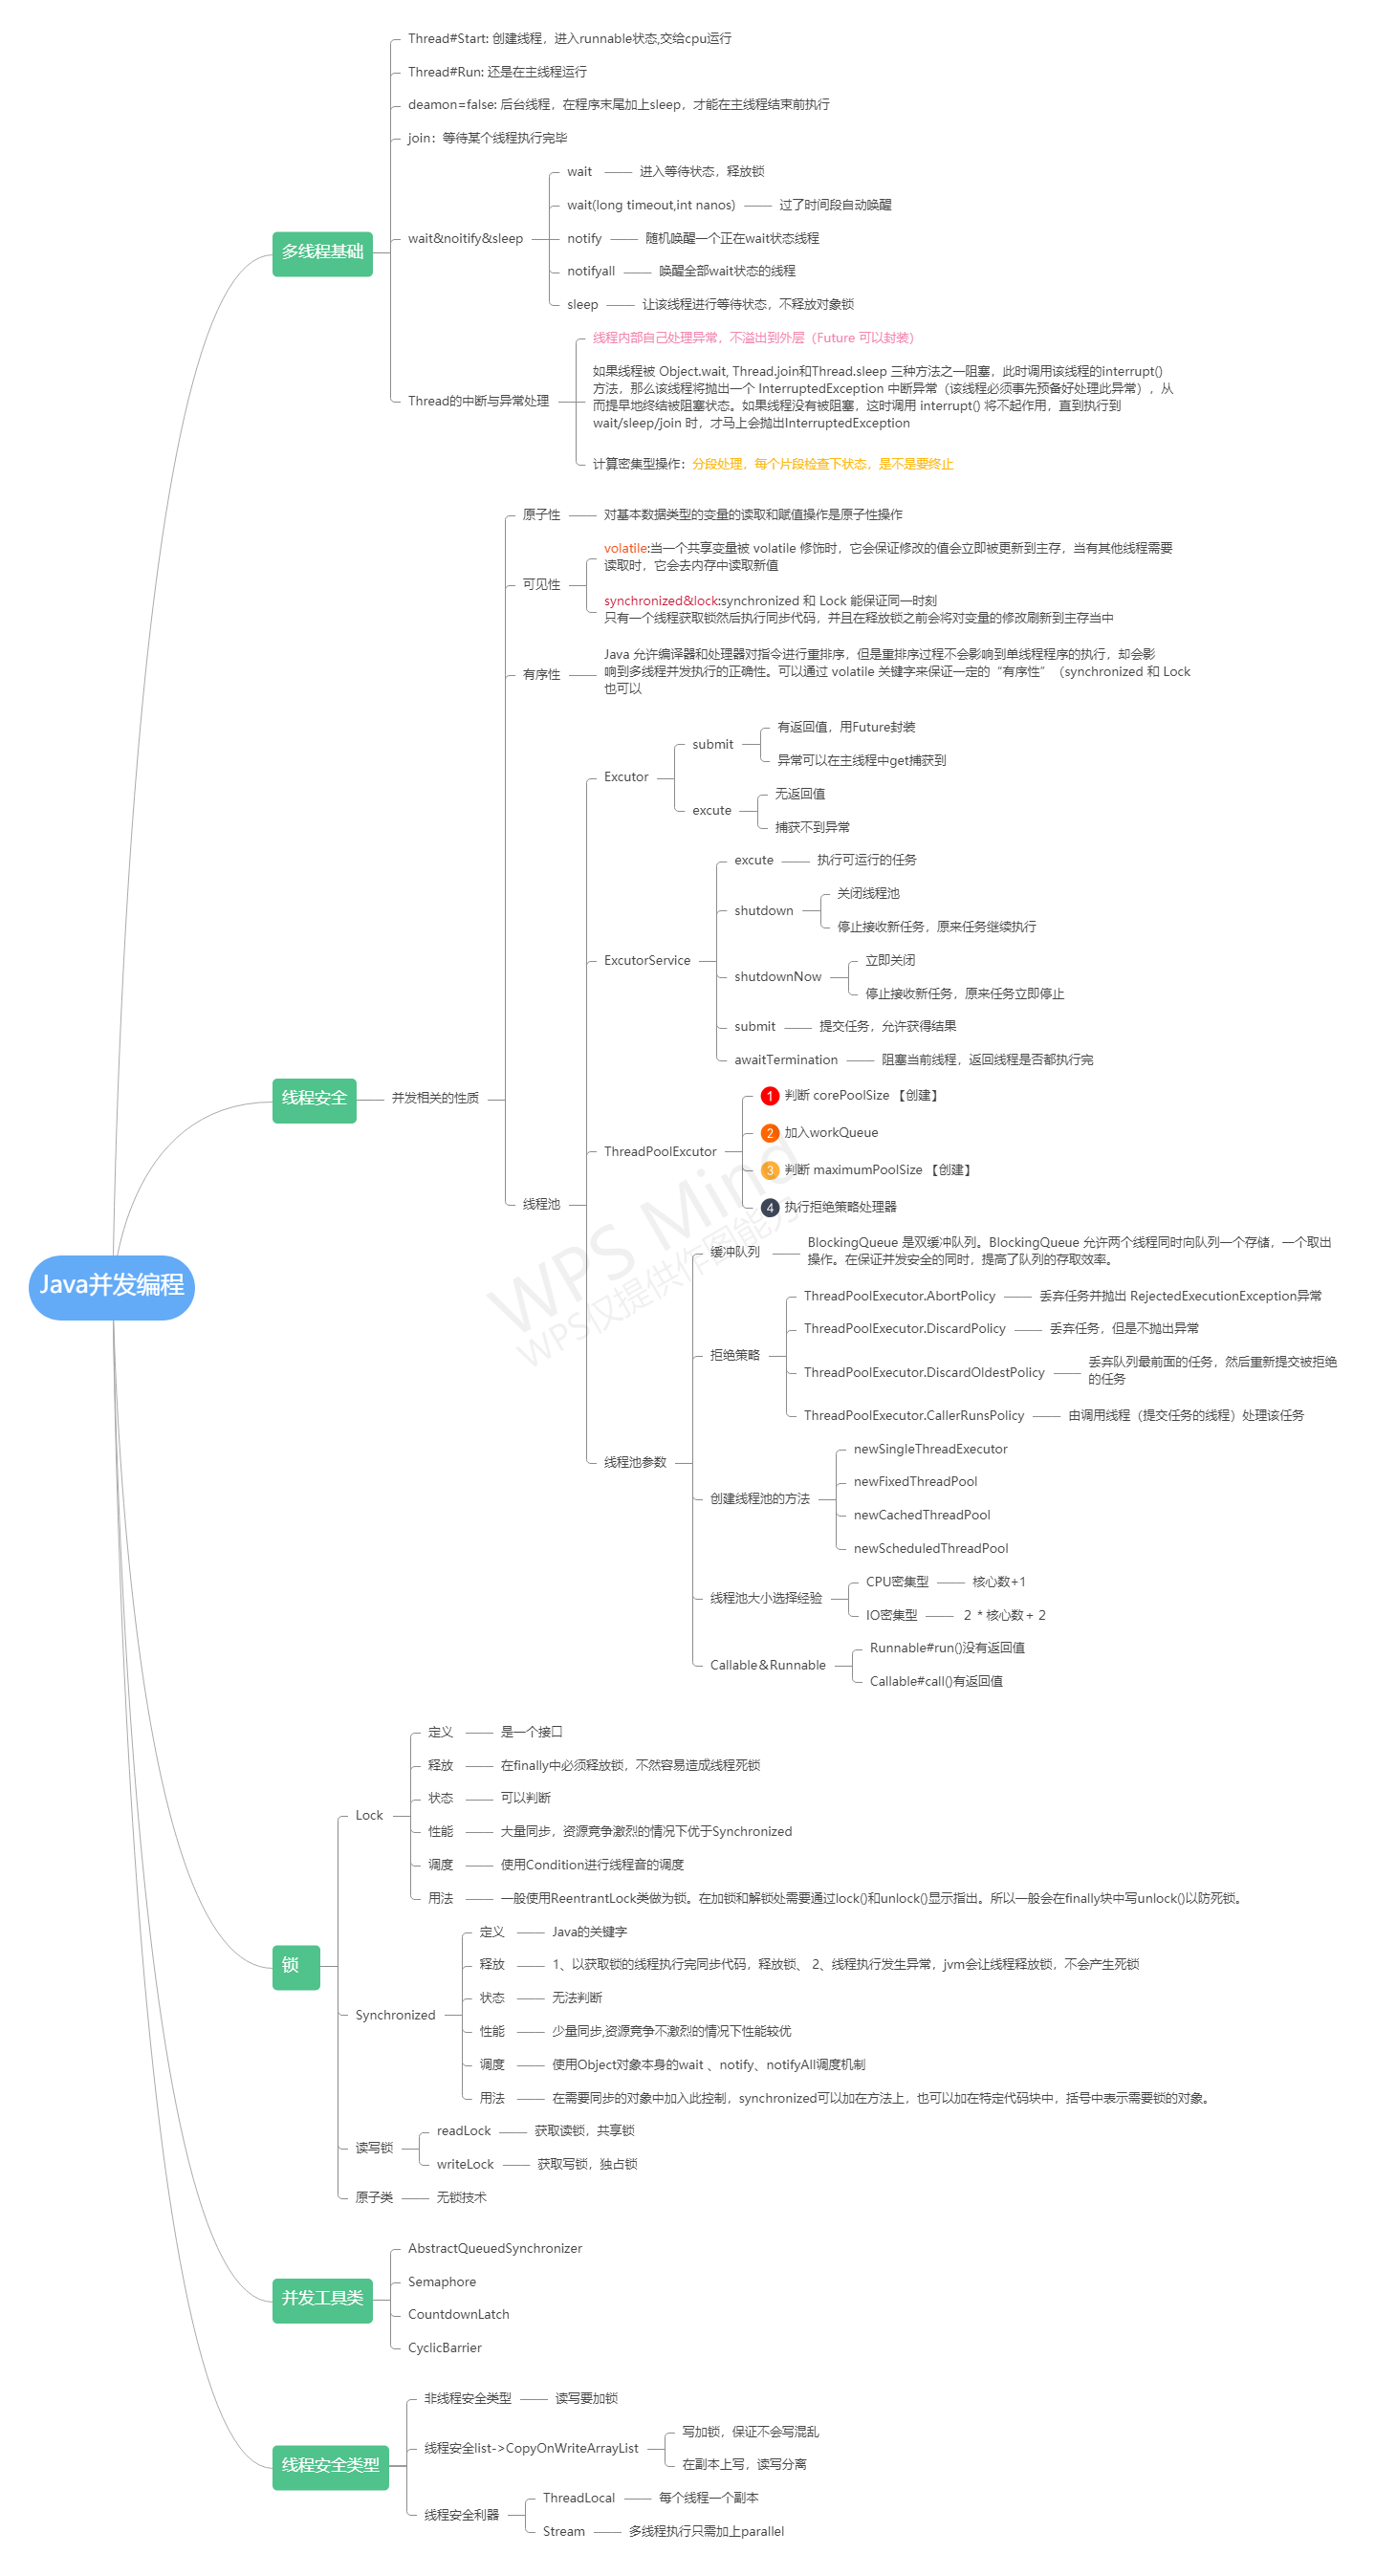 Java并发编程
多线程基础
Thread#Start: 创建线程，进入runnable状态,交给cpu运行
Thread#Run: 还是在主线程运行
deamon=false: 后台线程，在程序末尾加上sleep，才能在主线程结束前执行
join：等待某个线程执行完毕
wait&noitify&sleep
wait
进入等待状态，释放锁
wait(long timeout,int nanos)
过了时间段自动唤醒
notify
随机唤醒一个正在wait状态线程
notifyall
唤醒全部wait状态的线程
sleep
让该线程进行等待状态，不释放对象锁
Thread的中断与异常处理
线程内部自己处理异常，不溢出到外层（Future 可以封装）
如果线程被 Object.wait, Thread.join和Thread.sleep 三种方法之一阻塞，此时调用该线程的interrupt()
方法，那么该线程将抛出一个 InterruptedException 中断异常（该线程必须事先预备好处理此异常），从
而提早地终结被阻塞状态。如果线程没有被阻塞，这时调用 interrupt() 将不起作用，直到执行到
wait/sleep/join 时，才马上会抛出InterruptedException
计算密集型操作：分段处理，每个片段检查下状态，是不是要终止
线程安全
并发相关的性质
原子性
对基本数据类型的变量的读取和赋值操作是原子性操作
可见性
volatile:当一个共享变量被 volatile 修饰时，它会保证修改的值会立即被更新到主存，当有其他线程需要
读取时，它会去内存中读取新值
synchronized&lock:synchronized 和 Lock 能保证同一时刻
只有一个线程获取锁然后执行同步代码，并且在释放锁之前会将对变量的修改刷新到主存当中
有序性
Java 允许编译器和处理器对指令进行重排序，但是重排序过程不会影响到单线程程序的执行，却会影
响到多线程并发执行的正确性。可以通过 volatile 关键字来保证一定的“有序性”（synchronized 和 Lock
也可以
线程池
Excutor
submit
有返回值，用Future封装
异常可以在主线程中get捕获到
excute
无返回值
捕获不到异常
ExcutorService
excute
执行可运行的任务
shutdown
关闭线程池
停止接收新任务，原来任务继续执行
shutdownNow
立即关闭
停止接收新任务，原来任务立即停止
submit
提交任务，允许获得结果
awaitTermination
阻塞当前线程，返回线程是否都执行完
ThreadPoolExcutor
1 判断 corePoolSize 【创建】
2 加入workQueue
3 判断 maximumPoolSize 【创建】
4 执行拒绝策略处理器
线程池参数
缓冲队列
BlockingQueue 是双缓冲队列。BlockingQueue 允许两个线程同时向队列一个存储，一个取出
操作。在保证并发安全的同时，提高了队列的存取效率。
拒绝策略
ThreadPoolExecutor.AbortPolicy
丢弃任务并抛出 RejectedExecutionException异常
ThreadPoolExecutor.DiscardPolicy
丢弃任务，但是不抛出异常
ThreadPoolExecutor.DiscardOldestPolicy
丢弃队列最前面的任务，然后重新提交被拒绝
的任务
ThreadPoolExecutor.CallerRunsPolicy
由调用线程（提交任务的线程）处理该任务
创建线程池的方法
newSingleThreadExecutor
newFixedThreadPool
newCachedThreadPool
newScheduledThreadPool
线程池大小选择经验
CPU密集型
核心数+1
IO密集型
2 * 核心数 + 2
Callable&Runnable
Runnable#run()没有返回值
Callable#call()有返回值
锁
Lock
定义
是一个接口
释放
在finally中必须释放锁，不然容易造成线程死锁
状态
可以判断
性能
大量同步，资源竞争激烈的情况下优于Synchronized
调度
使用Condition进行线程音的调度
用法
一般使用ReentrantLock类做为锁。在加锁和解锁处需要通过lock()和unlock()显示指出。所以一般会在finally块中写unlock()以防死锁。
Synchronized
定义
Java的关键字
释放
1、以获取锁的线程执行完同步代码，释放锁、 2、线程执行发生异常，jvm会让线程释放锁，不会产生死锁
状态
无法判断
性能
少量同步,资源竞争不激烈的情况下性能较优
调度
使用Object对象本身的wait 、notify、notifyAll调度机制
用法
在需要同步的对象中加入此控制，synchronized可以加在方法上，也可以加在特定代码块中，括号中表示需要锁的对象。
读写锁
readLock
获取读锁，共享锁
writeLock
获取写锁，独占锁
原子类
无锁技术
并发工具类
AbstractQueuedSynchronizer
Semaphore
CountdownLatch
CyclicBarrier
线程安全类型
非线程安全类型
读写要加锁
线程安全list->CopyOnWriteArrayList
写加锁，保证不会写混乱
在副本上写，读写分离
线程安全利器
ThreadLocal
每个线程一个副本
Stream
多线程执行只需加上parallel
WPS Mind
WPS仅提供作图能力